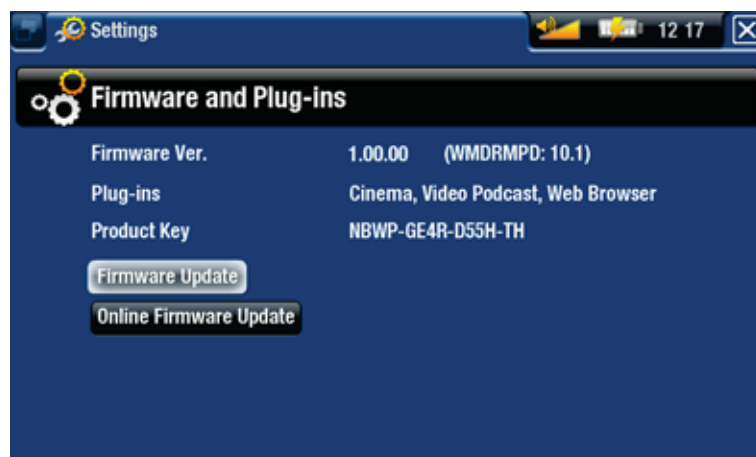 Settings
12 17
Firmware and Plug-ins
Firmware Ver. 1.00.00 (WMDRMPD: 10.1)
Plug-ins Cinema, Video Podcast, Web Browser
Product Key NBWP-GE4R-D55H-TH
Firmware Update
Online Firmware Update